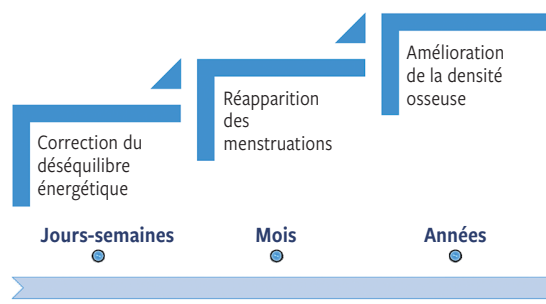 Correction du
déséquilibre
énergétique
Réapparition
des
menstruations
Amélioration
de la densité
osseuse
Jours-semaines
Mois
Années